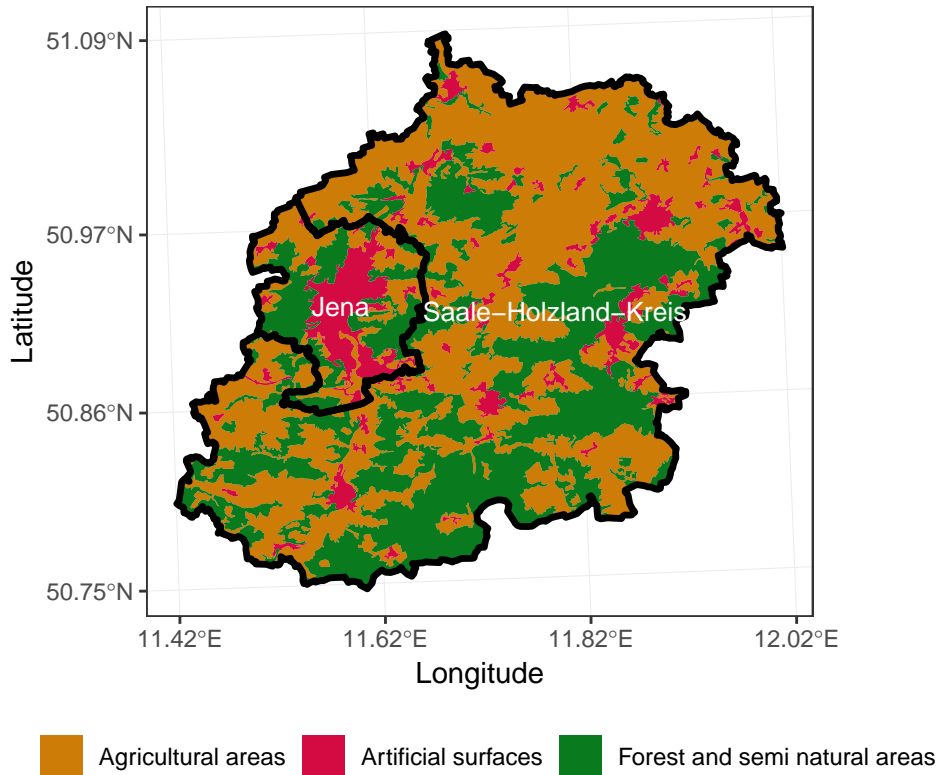 51.09°N
50.97°N
50.86°N
50.75°N
Latitude
Jena
Saale−Holzland−Kreis
11.42°E 11.62°E 11.82°E 12.02°E
Longitude
Agricultural areas Artificial surfaces Forest and semi natural areas